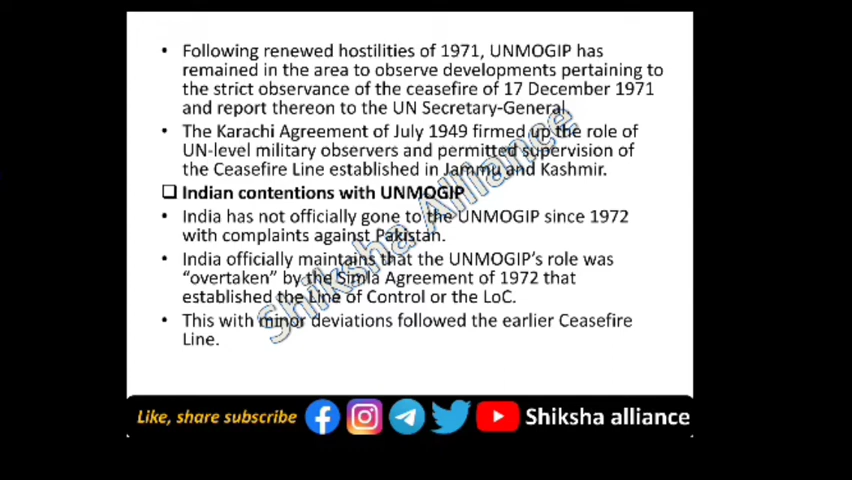 • Following renewed hostilities of 1971, UNMOGIP has
remained in the area to observe developments pertaining to
the strict observance of the ceasefire of 17 December 1971
and report thereon to the UN Secretary-General.
• The Karachi Agreement of July 1949 firmed up the role of
UN-level military observers and permitted supervision of
the Ceasefire Line established in Jammu and Kashmir.
❑ Indian contentions with UNMOGIP
• India has not officially gone to the UNMOGIP since 1972
with complaints against Pakistan.
• India officially maintains that the UNMOGIP's role was
“overtaken” by the Simla Agreement of 1972 that
established the Line of Control or the LoC.
• This with minor deviations followed the earlier Ceasefire
Line.
Shiksha Alliance
Like, share subscribe Shiksha alliance